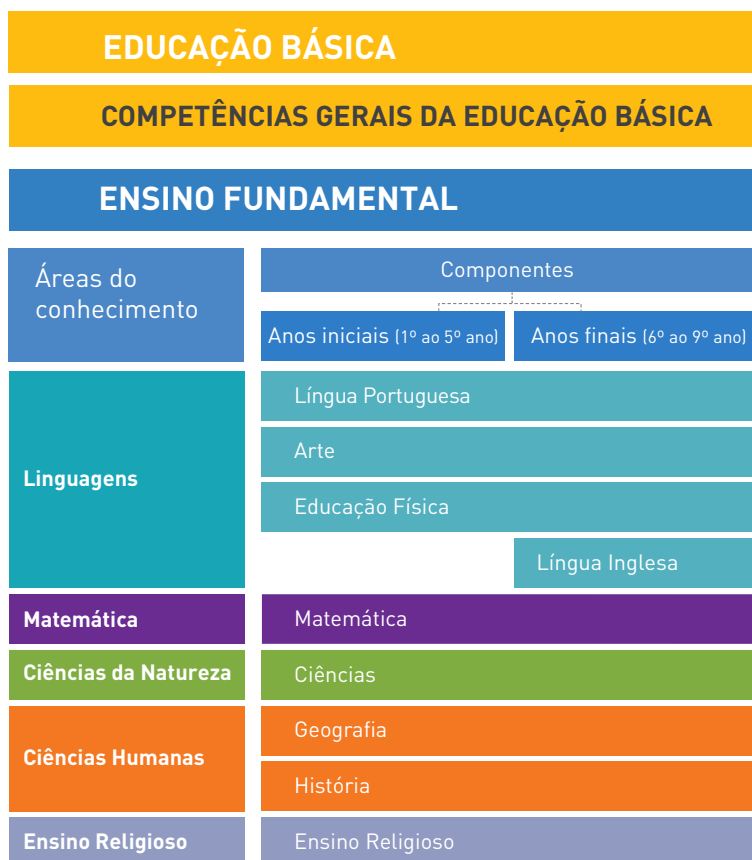 EDUCAÇÃO BÁSICA
COMPETÊNCIAS GERAIS DA EDUCAÇÃO BÁSICA
ENSINO FUNDAMENTAL
Áreas do
conhecimento
Componentes
Anos iniciais (1º ao 5º ano)
Anos finais (6º ao 9º ano)
Linguagens
Língua Portuguesa
Arte
Educação Física
Língua Inglesa
Matemática
Matemática
Ciências da Natureza
Ciências
Ciências Humanas
Geografia
História
Ensino Religioso
Ensino Religioso